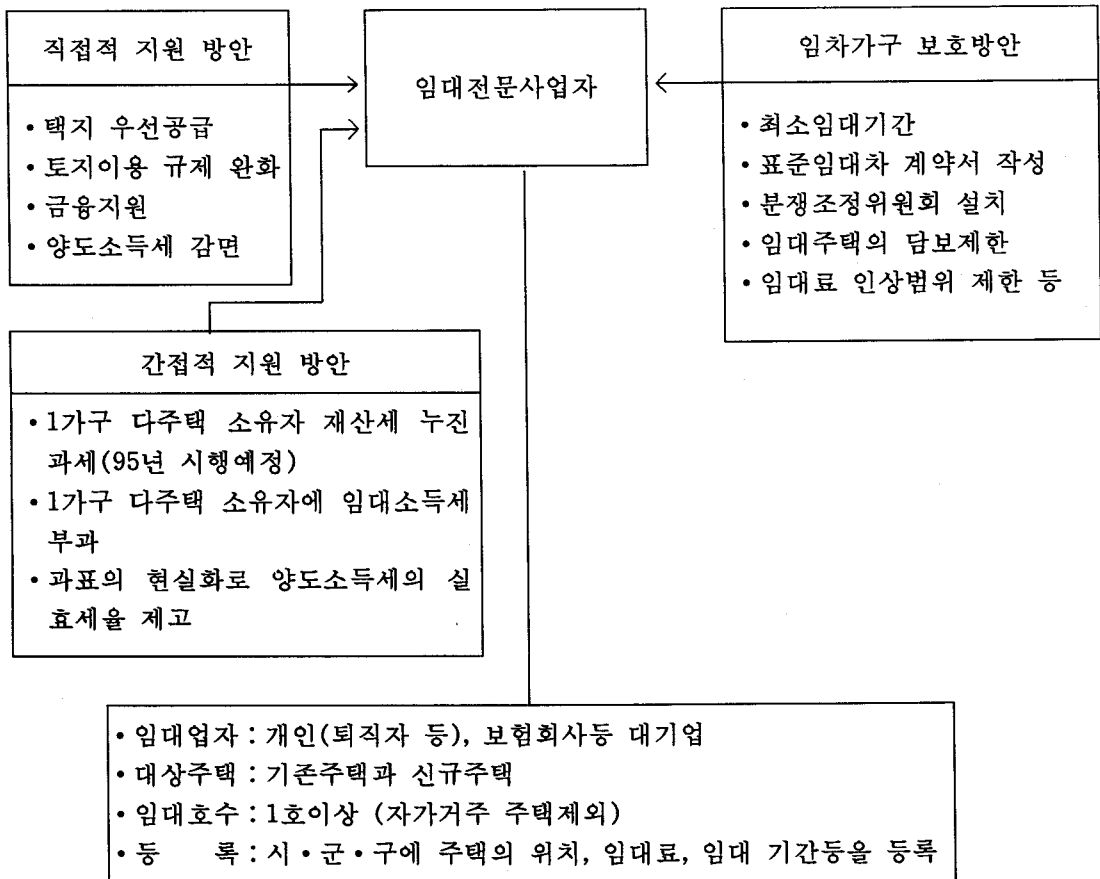 직접적 지원 방안
• 택지 우선공급
• 토지이용 규제 완화
• 금융지원
• 양도소득세 감면
임대전문사업자
임차가구 보호방안
• 최소임대기간
• 표준임대차 계약서 작성
• 분쟁조정위원회 설치
• 임대주택의 담보제한
• 임대료 인상범위 제한 등
간접적 지원 방안
• 1가구 다주택 소유자 재산세 누진
과세(95년 시행예정)
• 1가구 다주택 소유자에 임대소득세
부과
• 과표의 현실화로 양도소득세의 실
효세율 제고
• 임대업자 : 개인(퇴직자 등), 보험회사등 대기업
• 대상주택 : 기존주택과 신규주택
• 임대호수 : 1호이상 (자가거주 주택제외)
• 등 록 : 시・군・구에 주택의 위치, 임대료, 임대 기간등을 등록